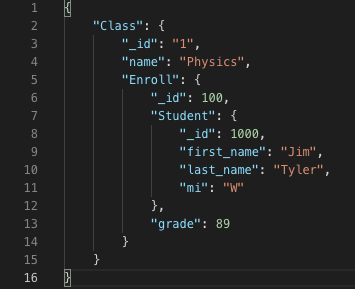 1 {
2 "Class": {
3 "_id": "1",
4 "name": "Physics",
5 "Enroll": {
6 "_id": 100,
7 "Student": {
8 "_id": 1000,
9 "first_name": "Jim",
10 "last_name": "Tyler",
11 "mi": "W"
12 },
13 "grade": 89
14 }
15 }
16 }